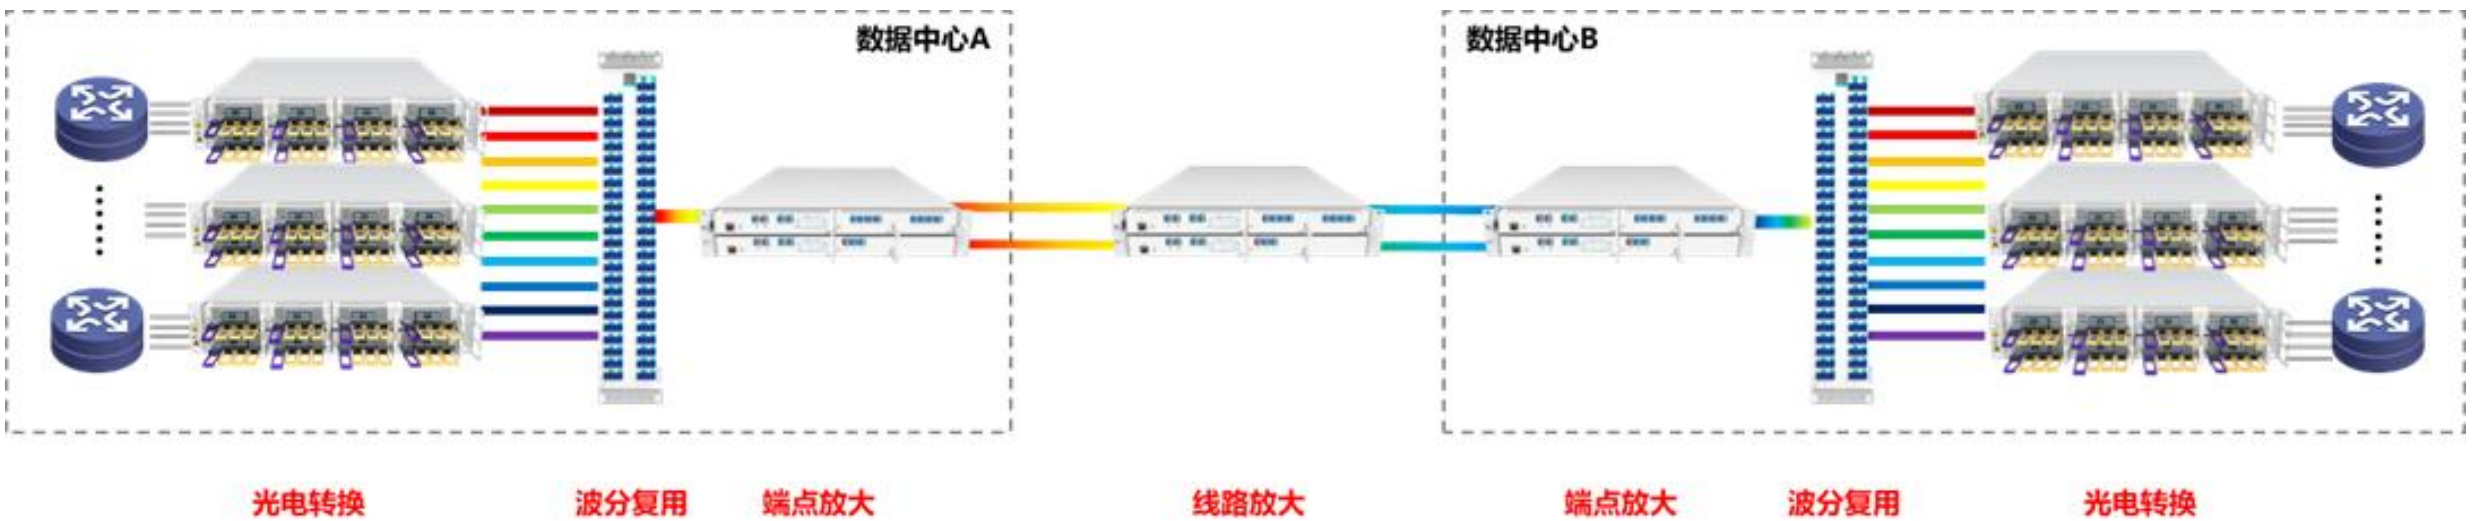 数据中心A
数据中心B
光电转换
波分复用
端点放大
线路放大
端点放大
波分复用
光电转换